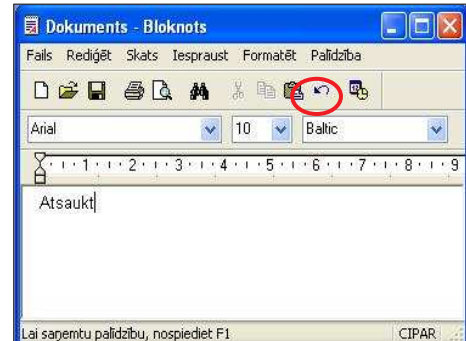 Dokuments - Bloknots
Fails Rediģēt Skats Iespraust Formatēt Palīdzība
Arial 10 Baltic
1 2 3 4 5 6 7 8 9
Atsaukt
Lai saņemtu palīdzību, nospiediet F1 CIPAR